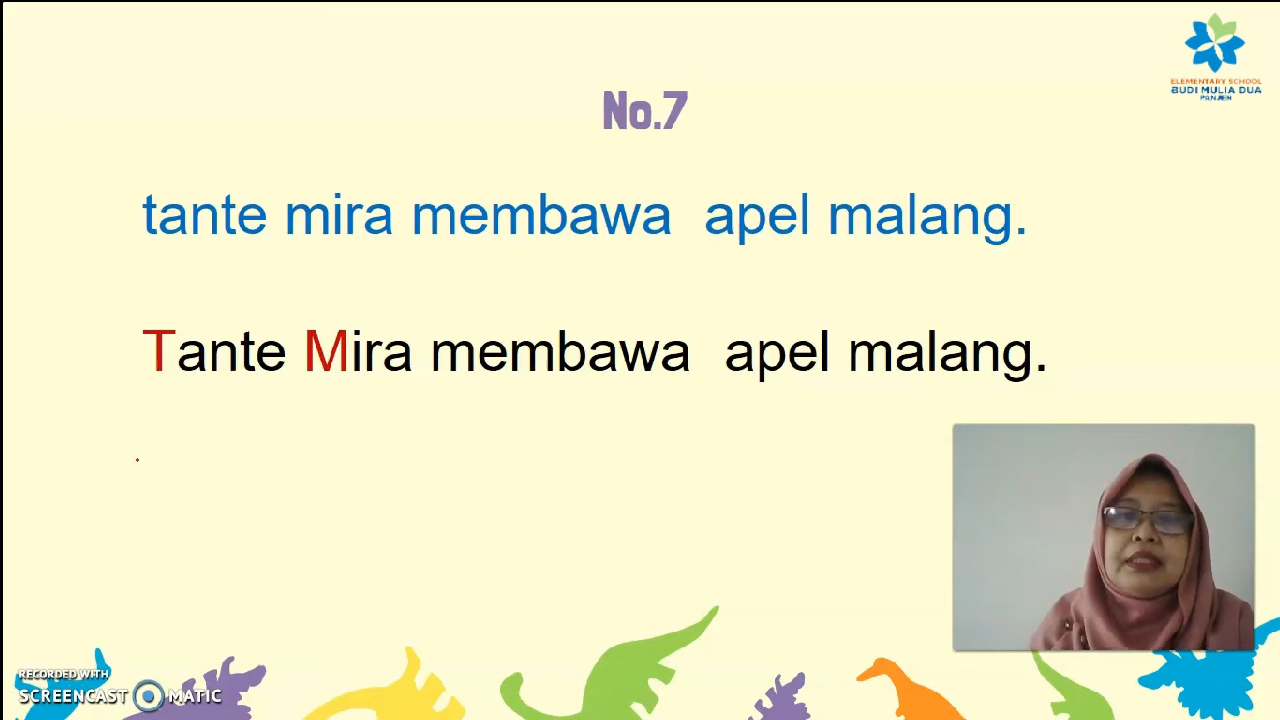 ELEMENTARY SCHOOL
BUDI MULIA DUA
PANJEN
No.7
tante mira membawa  apel malang.
Tante Mira membawa  apel malang.
RECORDED WITH
SCREENCAST MATIC